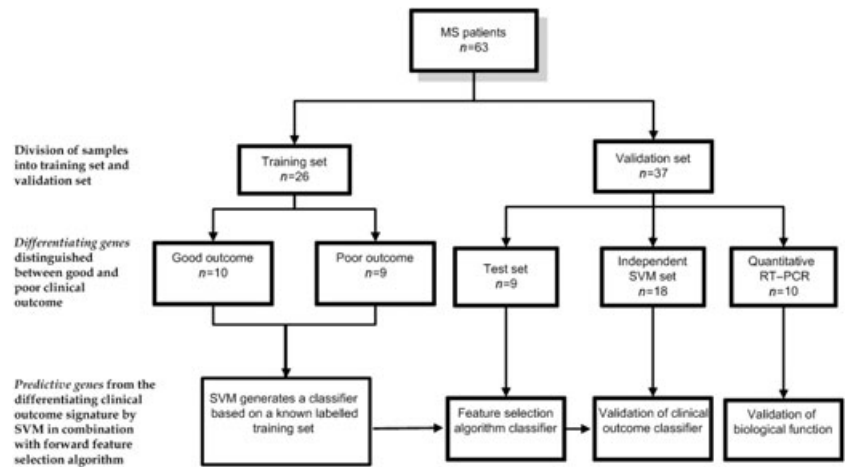 MS patients
n=63
Division of samples
into training set and
validation set
Training set
n=26
Validation set
n=37
Differentiating genes
distinguished
between good and
poor clinical
outcome
Good outcome
n=10
Poor outcome
n=9
Test set
n=9
Independent
SVM set
n=18
Quantitative
RT–PCR
n=10
Predictive genes from the
differentiating clinical
outcome signature by
SVM in combination
with forward feature
selection algorithm
SVM generates a classifier
based on a known labelled
training set
Feature selection
algorithm classifier
Validation of clinical
outcome classifier
Validation of
biological function